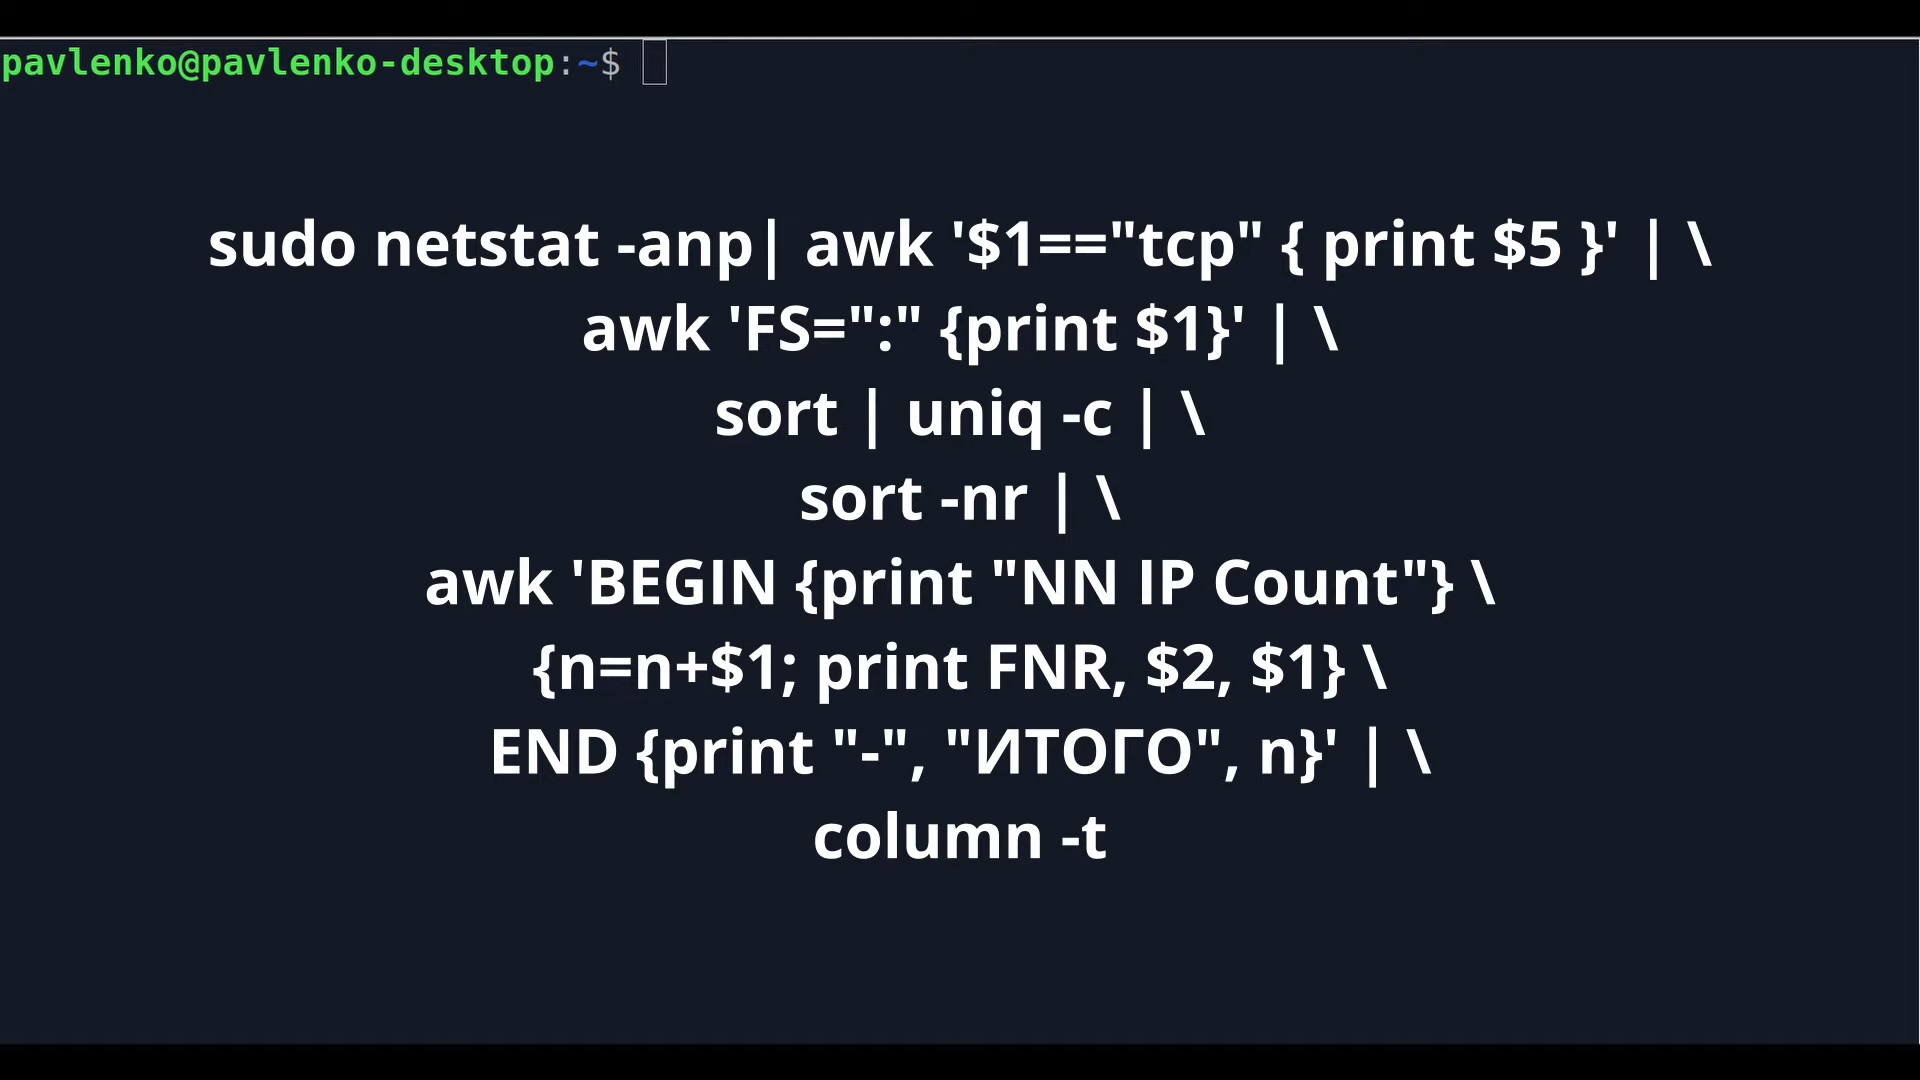 pavlenko@pavlenko-desktop:~$
sudo netstat -anp| awk '$1=="tcp" { print $5 }' | \
awk 'FS=":" {print $1}' | \
sort | uniq -c | \
sort -nr | \
awk 'BEGIN {print "NN IP Count"} \
{n=n+$1; print FNR, $2, $1} \
END {print "-", "ИТОГО", n}' | \
column -t